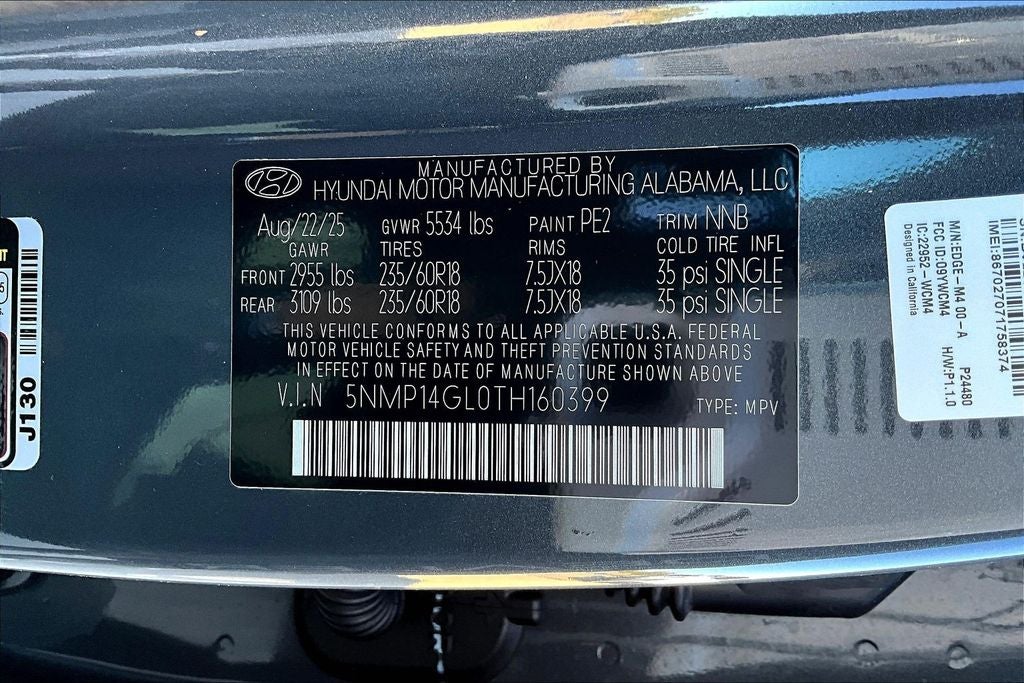 MANUFACTURED BY
HYUNDAI MOTOR MANUFACTURING ALABAMA, LLC
Aug/22/25 GVWR 5534 lbs PAINT PE2 TRIM NNB
GAWR TIRES RIMS COLD TIRE INFL
FRONT 2955 lbs 235/60R18 7.5JX18 35 psi SINGLE
REAR 3109 lbs 235/60R18 7.5JX18 35 psi SINGLE
THIS VEHICLE CONFORMS TO ALL APPLICABLE U.S.A. FEDERAL
MOTOR VEHICLE SAFETY AND THEFT PREVENTION STANDARDS
IN EFFECT ON THE DATE OF MANUFACTURE SHOWN ABOVE
V.I.N 5NMP14GL0TH160399 TYPE: MPV
J130
IMEI:867027071758374
M/N:EDGE-M4 00-A P24480
FCC ID:O9YWCM4 H/W:P1.1.0
IC:22952-WCM4
Designed in California